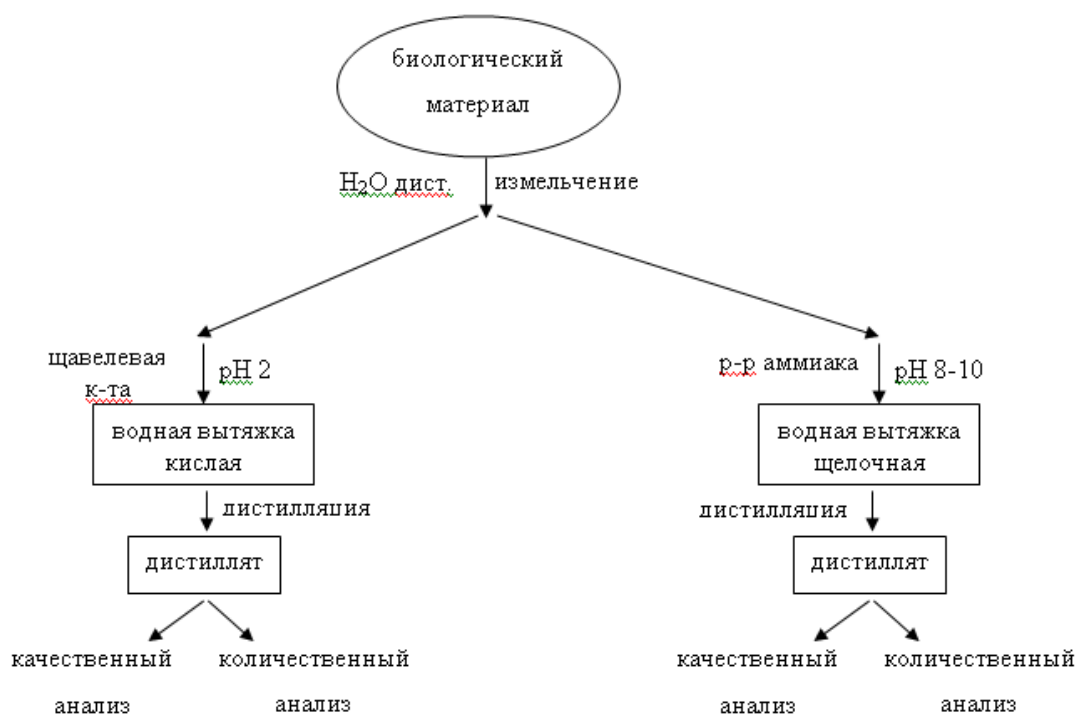 биологический
материал
H₂O дист.
измельчение
щавелевая
к-та
pH 2
р-р аммиака
pH 8-10
водная вытяжка
кислая
водная вытяжка
щелочная
дистилляция
дистилляция
дистиллят
дистиллят
качественный
анализ
количественный
анализ
качественный
анализ
количественный
анализ